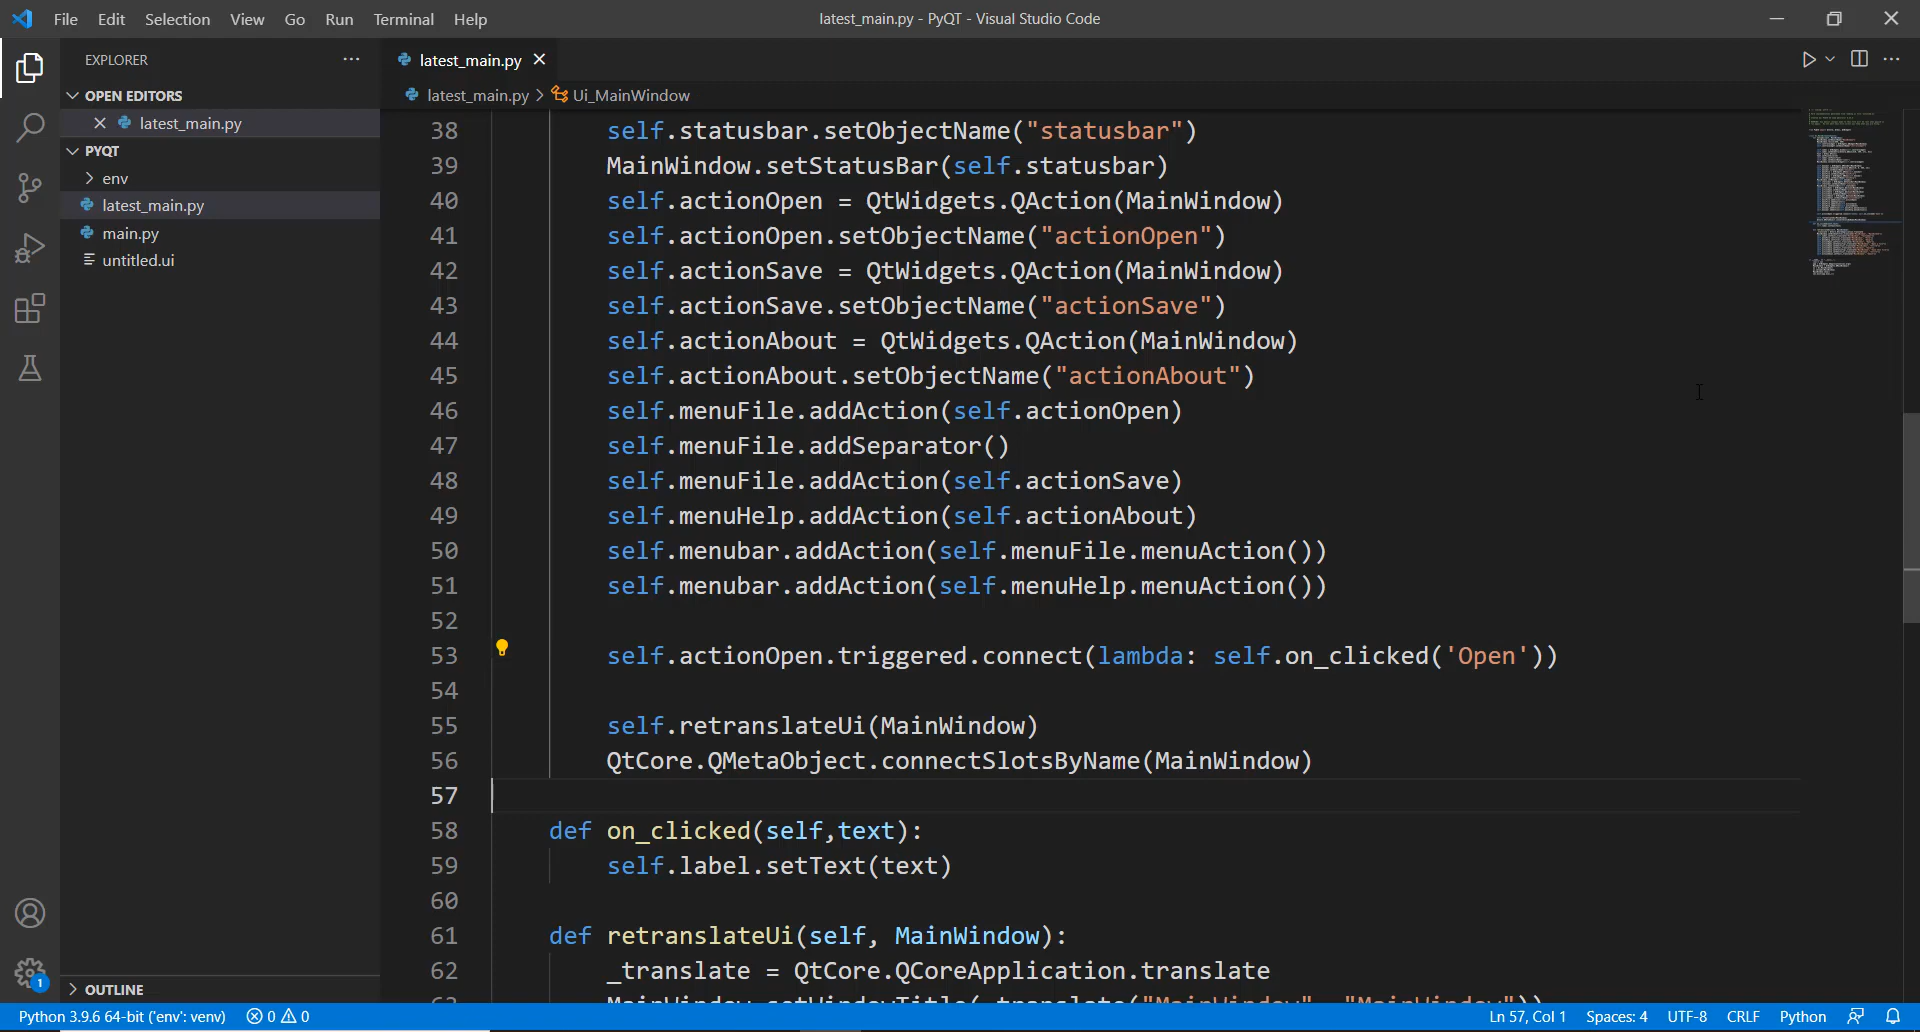 File Edit Selection View Go Run Terminal Help
latest_main.py - PyQT - Visual Studio Code
EXPLORER
OPEN EDITORS
latest_main.py
PYQT
env
latest_main.py
main.py
untitled.ui
OUTLINE
latest_main.py
latest_main.py > Ui_MainWindow
38 self.statusbar.setObjectName("statusbar")
39 MainWindow.setStatusBar(self.statusbar)
40 self.actionOpen = QtWidgets.QAction(MainWindow)
41 self.actionOpen.setObjectName("actionOpen")
42 self.actionSave = QtWidgets.QAction(MainWindow)
43 self.actionSave.setObjectName("actionSave")
44 self.actionAbout = QtWidgets.QAction(MainWindow)
45 self.actionAbout.setObjectName("actionAbout")
46 self.menuFile.addAction(self.actionOpen)
47 self.menuFile.addSeparator()
48 self.menuFile.addAction(self.actionSave)
49 self.menuHelp.addAction(self.actionAbout)
50 self.menubar.addAction(self.menuFile.menuAction())
51 self.menubar.addAction(self.menuHelp.menuAction())
52
53 self.actionOpen.triggered.connect(lambda: self.on_clicked('Open'))
54
55 self.retranslateUi(MainWindow)
56 QtCore.QMetaObject.connectSlotsByName(MainWindow)
57
58 def on_clicked(self,text):
59 self.label.setText(text)
60
61 def retranslateUi(self, MainWindow):
62 _translate = QtCore.QCoreApplication.translate
63 MainWindow.setWindowTitle(_translate("MainWindow", "MainWindow"))
1
Python 3.9.6 64-bit ('env': venv) 0 0 Ln 57, Col 1 Spaces: 4 UTF-8 CRLF Python